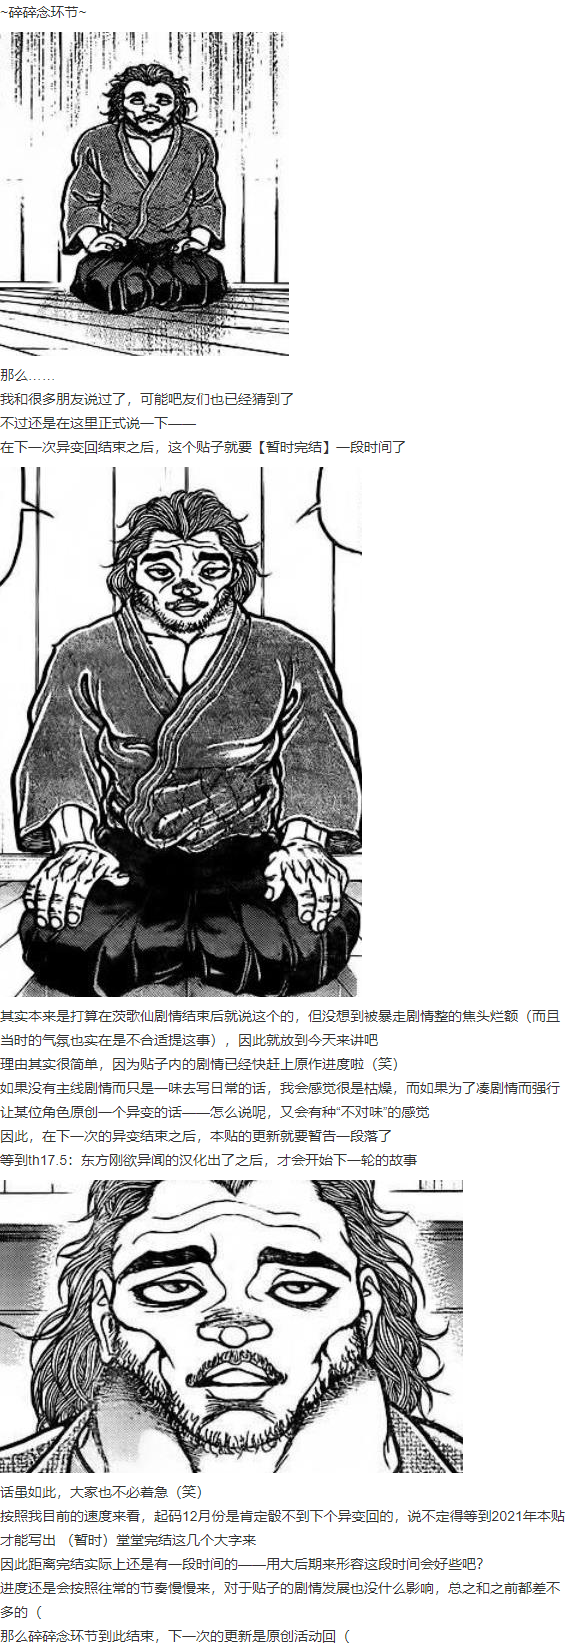 ~碎碎念环节~
那么……
我和很多朋友说过了，可能吧友们也已经猜到了
不过还是在这里正式说一下——
在下一次异变回结束之后，这个贴子就要【暂时完结】一段时间了
其实本来是打算在茨歌仙剧情结束后就说这个的，但没想到被暴走剧情整的焦头烂额（而且
当时的气氛也实在是不合适提这事），因此就放到今天来讲吧
理由其实很简单，因为贴子内的剧情已经快赶上原作进度啦（笑）
如果没有主线剧情而只是一味去写日常的话，我会感觉很是枯燥，而如果为了凑剧情而强行
让某位角色原创一个异变的话——怎么说呢，又会有种“不对味”的感觉
因此，在下一次的异变结束之后，本贴的更新就要暂告一段落了
等到th17.5：东方刚欲异闻的汉化出了之后，才会开始下一轮的故事
话虽如此，大家也不必着急（笑）
按照我目前的速度来看，起码12月份是肯定骰不到下个异变回的，说不定得等到2021年本贴
才能写出 （暂时）堂堂完结这几个大字来
因此距离完结实际上还是有一段时间的——用大后期来形容这段时间会好些吧？
进度还是会按照往常的节奏慢慢来，对于贴子的剧情发展也没什么影响，总之和之前都差不
多的（
那么碎碎念环节到此结束，下一次的更新是原创活动回（